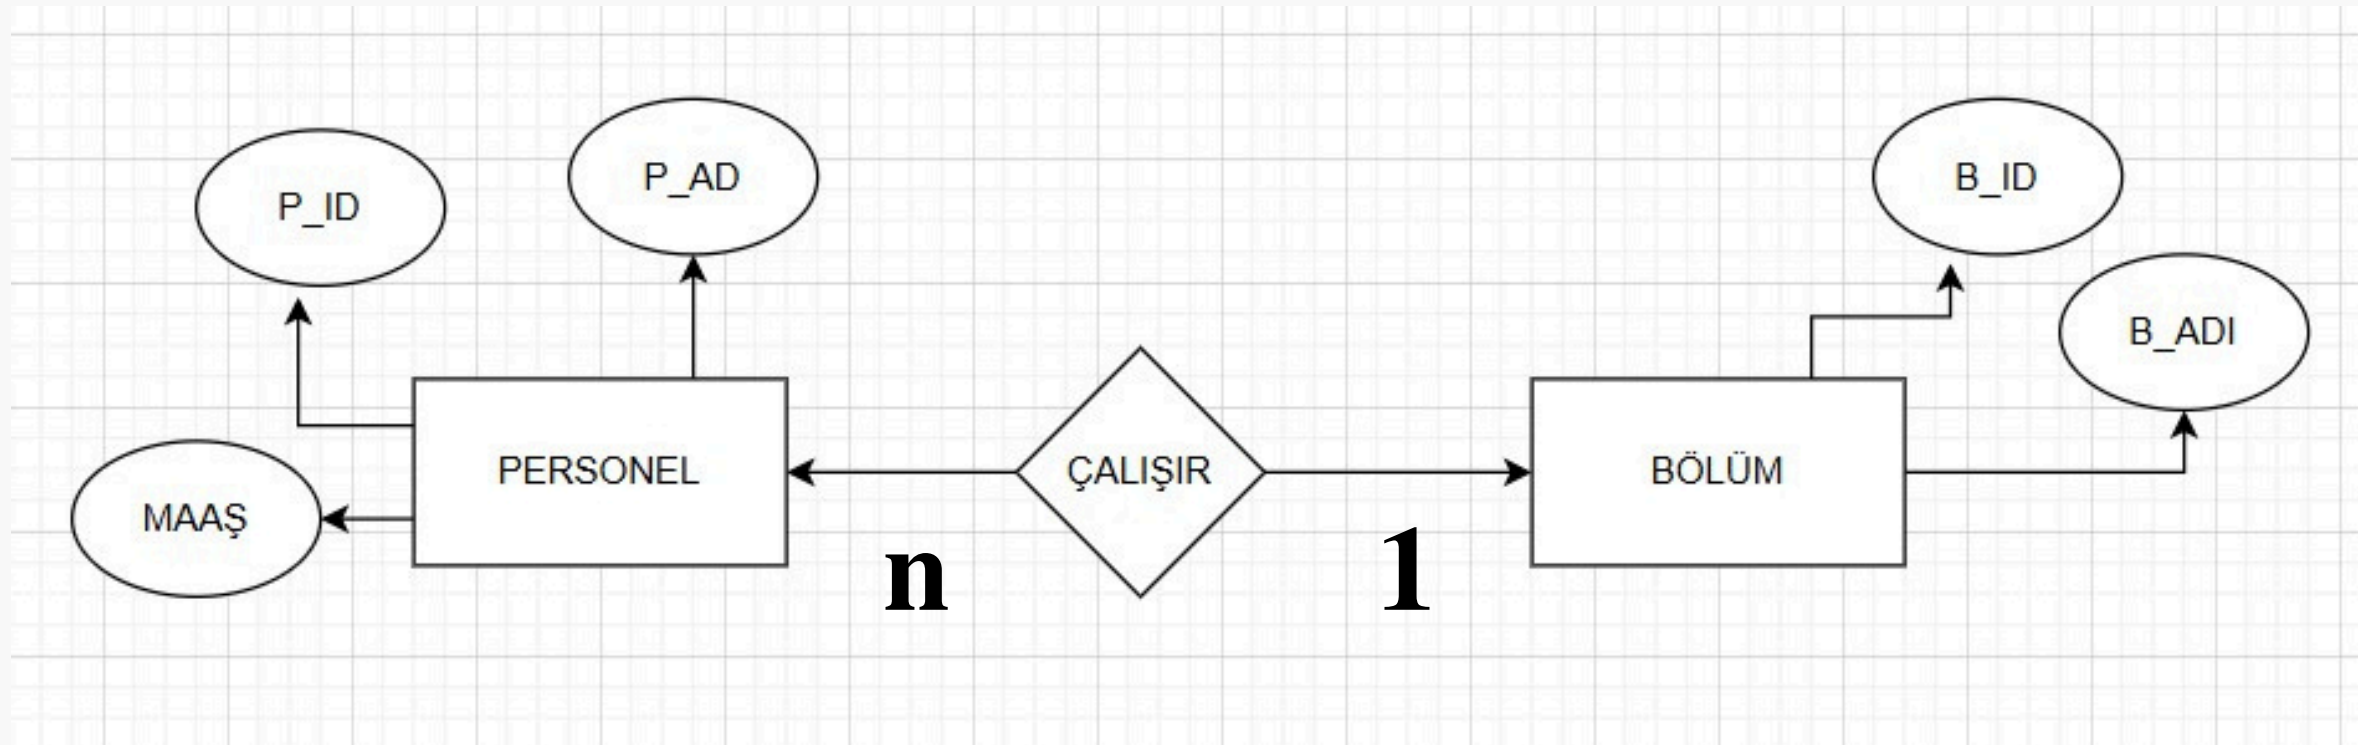 P_ID
P_AD
B_ID
B_ADI
PERSONEL
ÇALIŞIR
BÖLÜM
MAAŞ
n
1